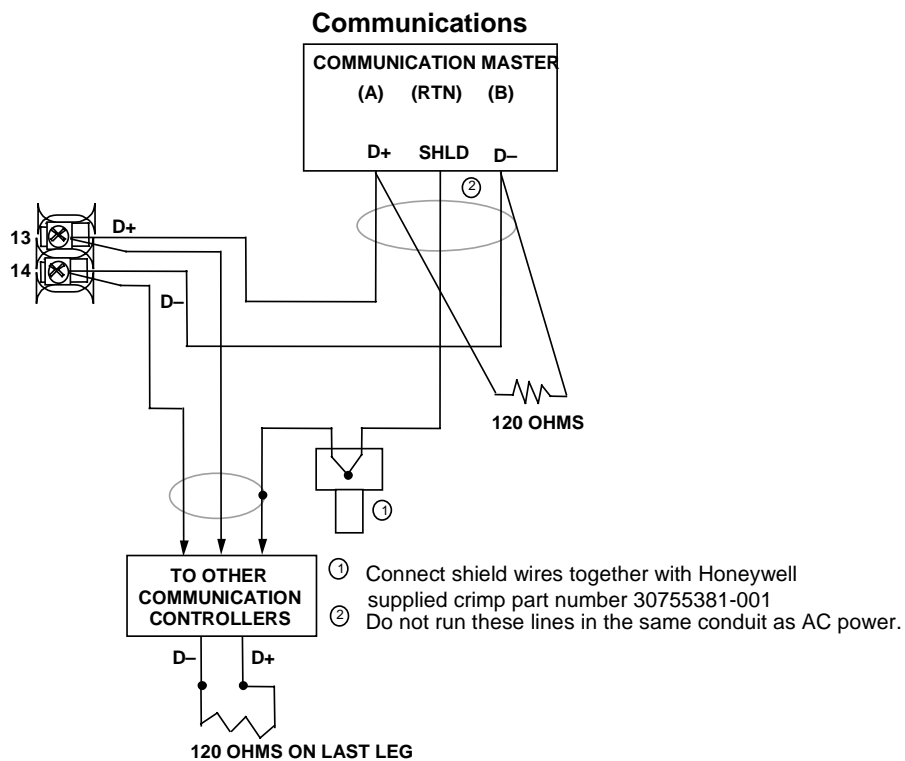 Communications
COMMUNICATION MASTER
(A) (RTN) (B)
D+ SHLD D–
2
13 D+
14
D–
120 OHMS
1
TO OTHER
COMMUNICATION
CONTROLLERS
1 Connect shield wires together with Honeywell
supplied crimp part number 30755381-001
2 Do not run these lines in the same conduit as AC power.
D– D+
120 OHMS ON LAST LEG